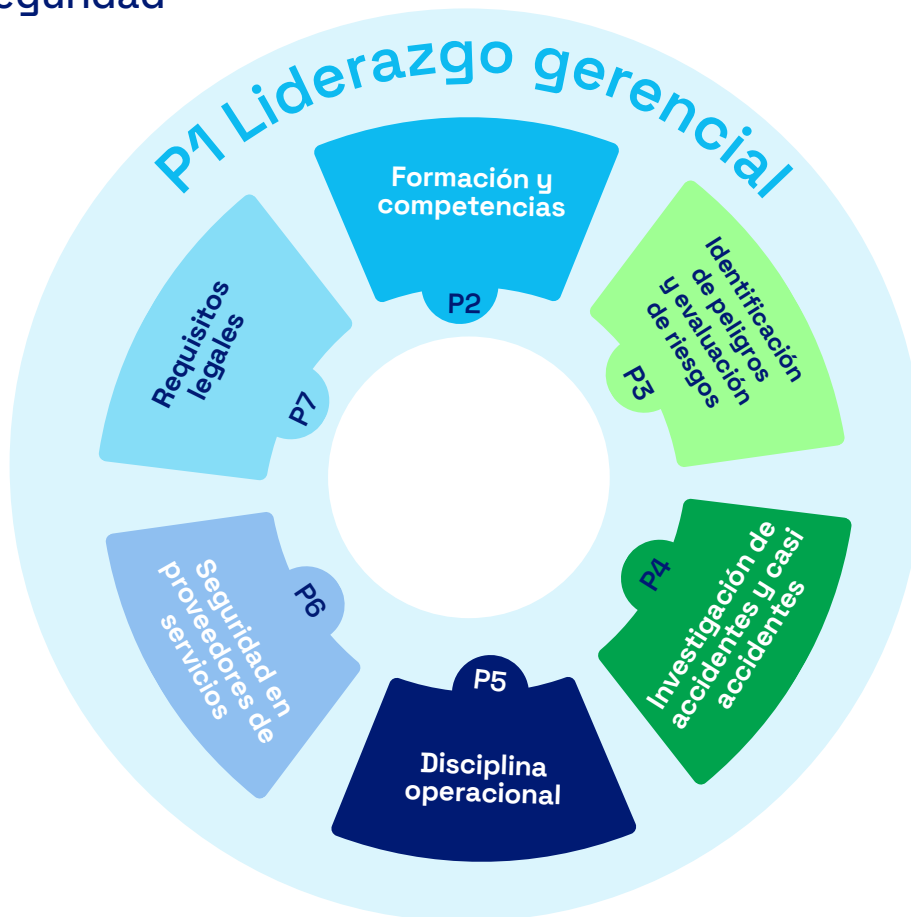 P1 Liderazgo gerencial
Formación y
competencias
P2
Identificación
de peligros
y evaluación
de riesgos
P3
Investigación de
accidentes y casi
accidentes
P4
Disciplina
operacional
P5
Seguridad en
proveedores de
servicios
P6
Requisitos
legales
P7